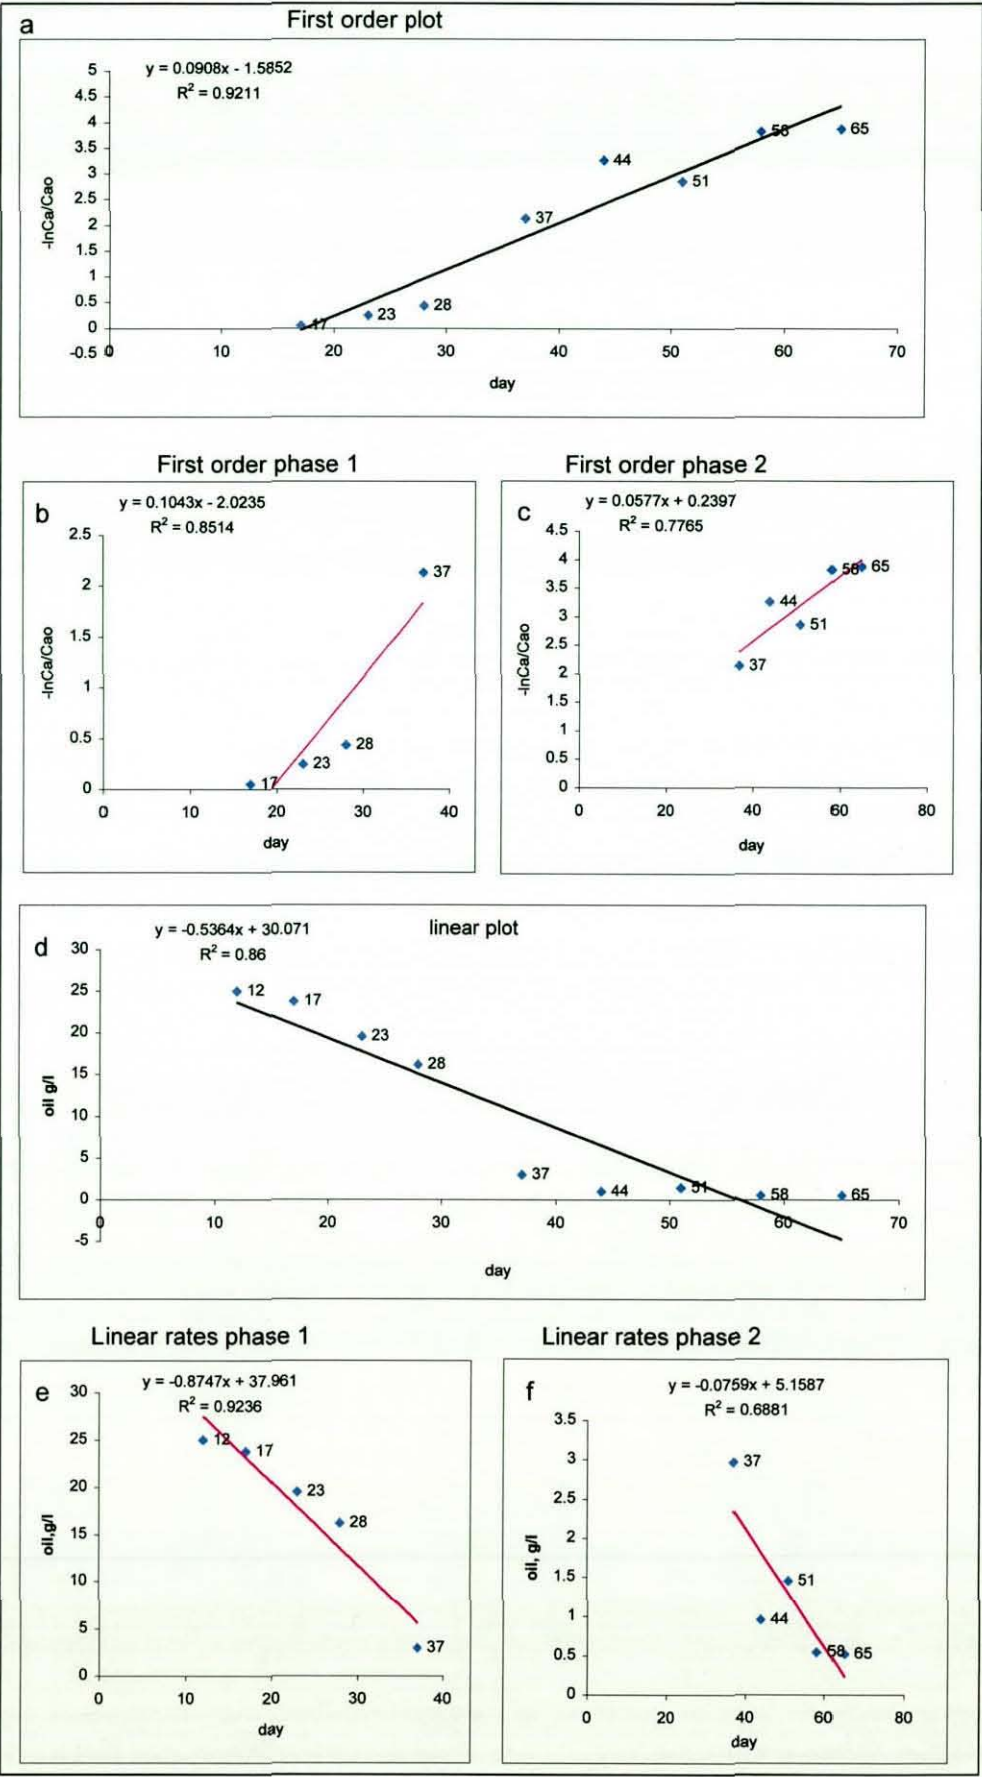 a
First order plot
y = 0.0908x - 1.5852
R² = 0.9211
5
4.5
4
3.5
3
2.5
2
1.5
1
0.5
0
-0.5
-lnCa/Cao
17
23
28
37
44
51
58
65
0 10 20 30 40 50 60 70
day
First order phase 1
b
y = 0.1043x - 2.0235
R² = 0.8514
2.5
2
1.5
1
0.5
0
-lnCa/Cao
17
23
28
37
0 10 20 30 40
day
First order phase 2
c
y = 0.0577x + 0.2397
R² = 0.7765
4.5
4
3.5
3
2.5
2
1.5
1
0.5
0
-lnCa/Cao
37
44
51
58
65
0 20 40 60 80
day
d
linear plot
y = -0.5364x + 30.071
R² = 0.86
30
25
20
15
10
5
0
-5
oil g/l
12
17
23
28
37
44
51
58
65
0 10 20 30 40 50 60 70
day
Linear rates phase 1
e
y = -0.8747x + 37.961
R² = 0.9236
30
25
20
15
10
5
0
oil,g/l
12
17
23
28
37
0 10 20 30 40
day
Linear rates phase 2
f
y = -0.0759x + 5.1587
R² = 0.6881
3.5
3
2.5
2
1.5
1
0.5
0
oil, g/l
37
51
44
58
65
0 20 40 60 80
day